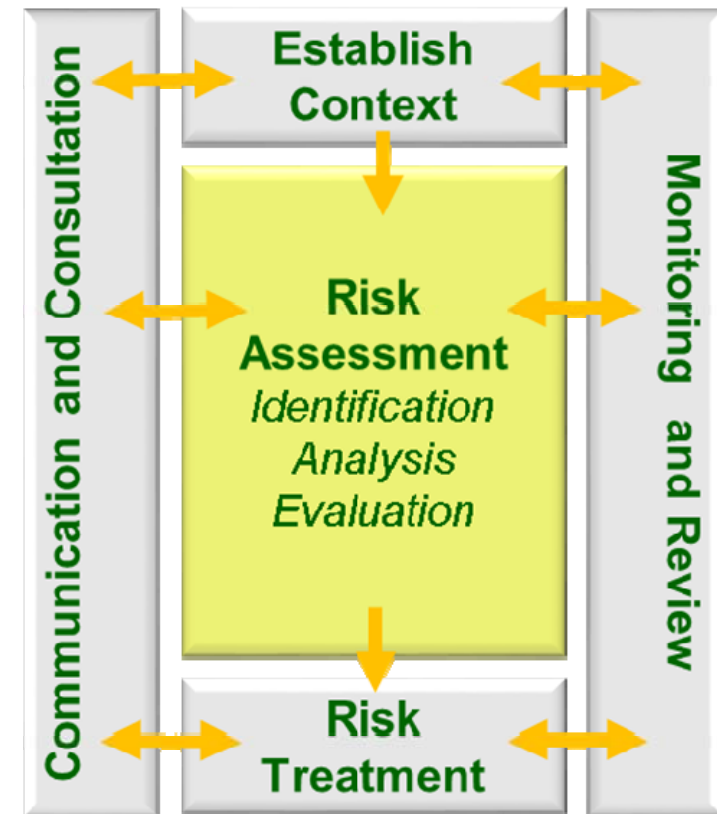 Communication and Consultation
Establish
Context
Risk
Assessment
Identification
Analysis
Evaluation
Risk
Treatment
Monitoring and Review